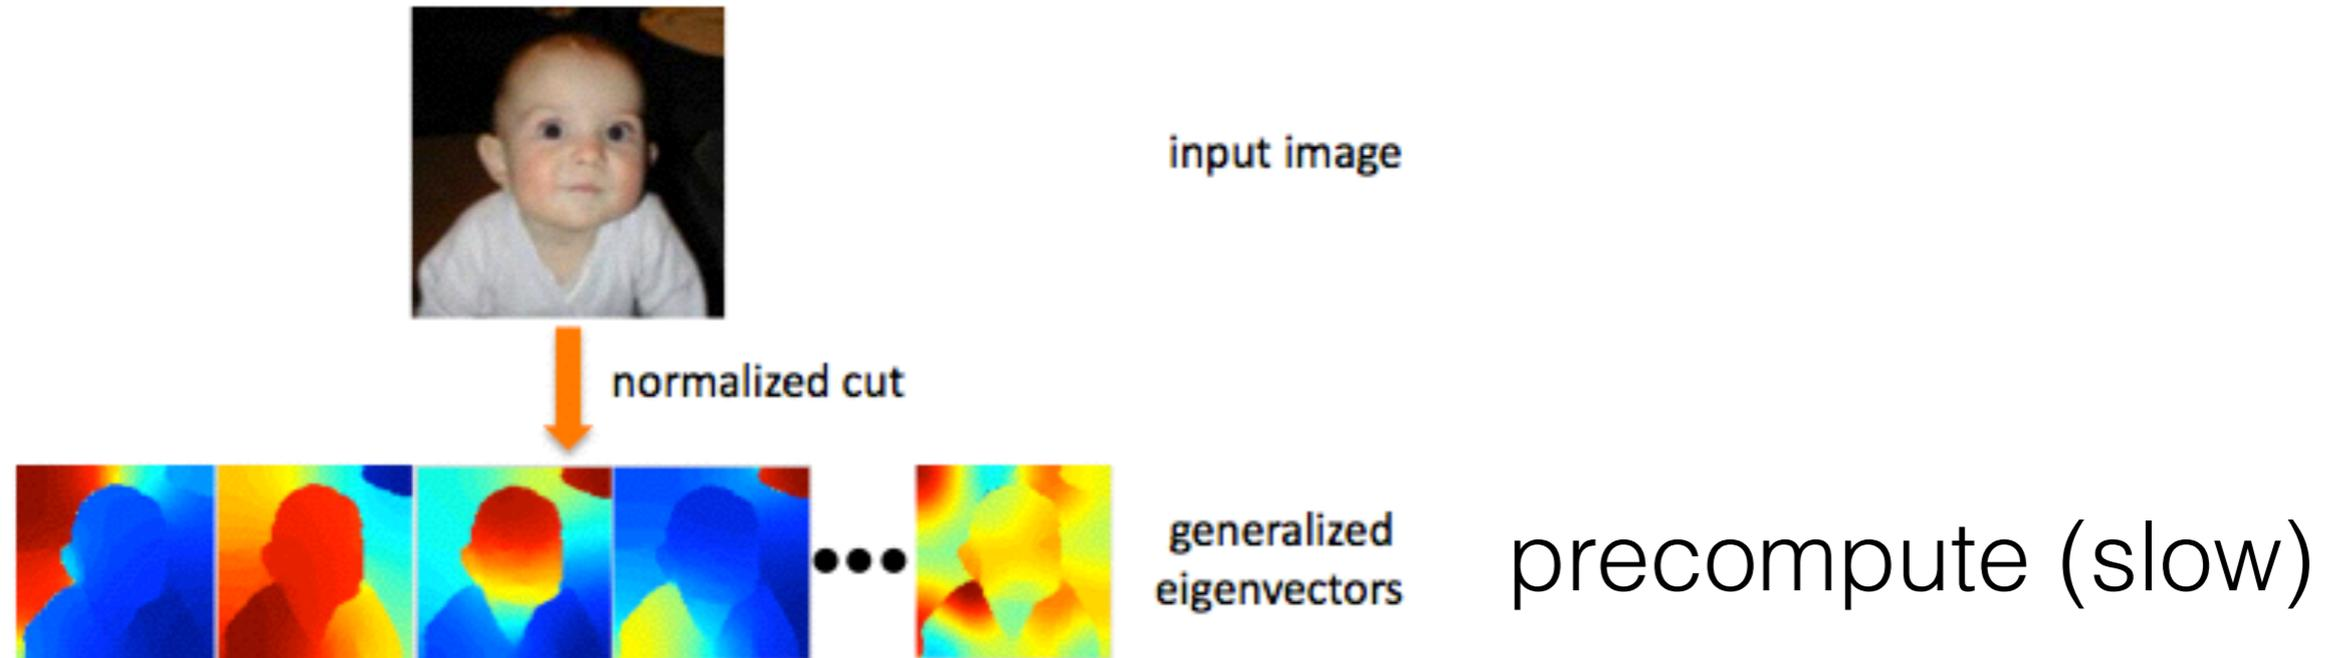 input image
normalized cut
generalized
eigenvectors
precompute (slow)